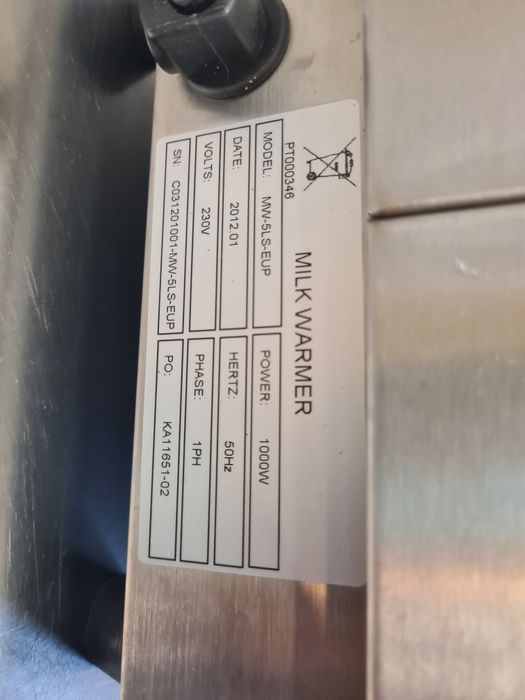 PT000346
MILK WARMER
MODEL: MW-5LS-EUP POWER: 1000W
DATE: 2012.01 HERTZ: 50Hz
VOLTS: 230V PHASE: 1PH
SN: C031201001-MW-5LS-EUP PO: KA11651-02